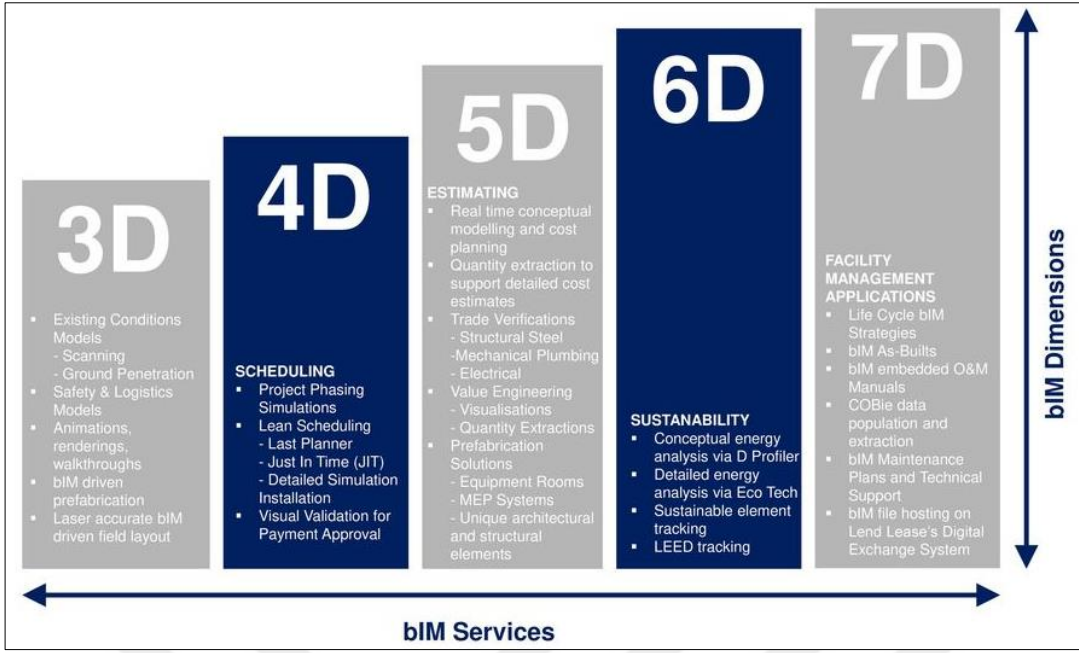 3D
▪ Existing Conditions
Models
- Scanning
- Ground Penetration
▪ Safety & Logistics
Models
▪ Animations,
renderings,
walkthroughs
▪ bIM driven
prefabrication
▪ Laser accurate bIM
driven field layout
4D
SCHEDULING
▪ Project Phasing
Simulations
▪ Lean Scheduling
- Last Planner
- Just In Time (JIT)
- Detailed Simulation
Installation
▪ Visual Validation for
Payment Approval
5D
ESTIMATING
▪ Real time conceptual
modelling and cost
planning
▪ Quantity extraction to
support detailed cost
estimates
▪ Trade Verifications
- Structural Steel
-Mechanical Plumbing
- Electrical
▪ Value Engineering
- Visualisations
- Quantity Extractions
▪ Prefabrication
Solutions
- Equipment Rooms
- MEP Systems
- Unique architectural
and structural
elements
6D
SUSTANABILITY
▪ Conceptual energy
analysis via D Profiler
▪ Detailed energy
analysis via Eco Tech
▪ Sustainable element
tracking
▪ LEED tracking
7D
FACILITY
MANAGEMENT
APPLICATIONS
▪ Life Cycle bIM
Strategies
▪ bIM As-Builts
▪ bIM embedded O&M
Manuals
▪ COBie data
population and
extraction
▪ bIM Maintenance
Plans and Technical
Support
▪ bIM file hosting on
Lend Lease's Digital
Exchange System
bIM Dimensions
bIM Services